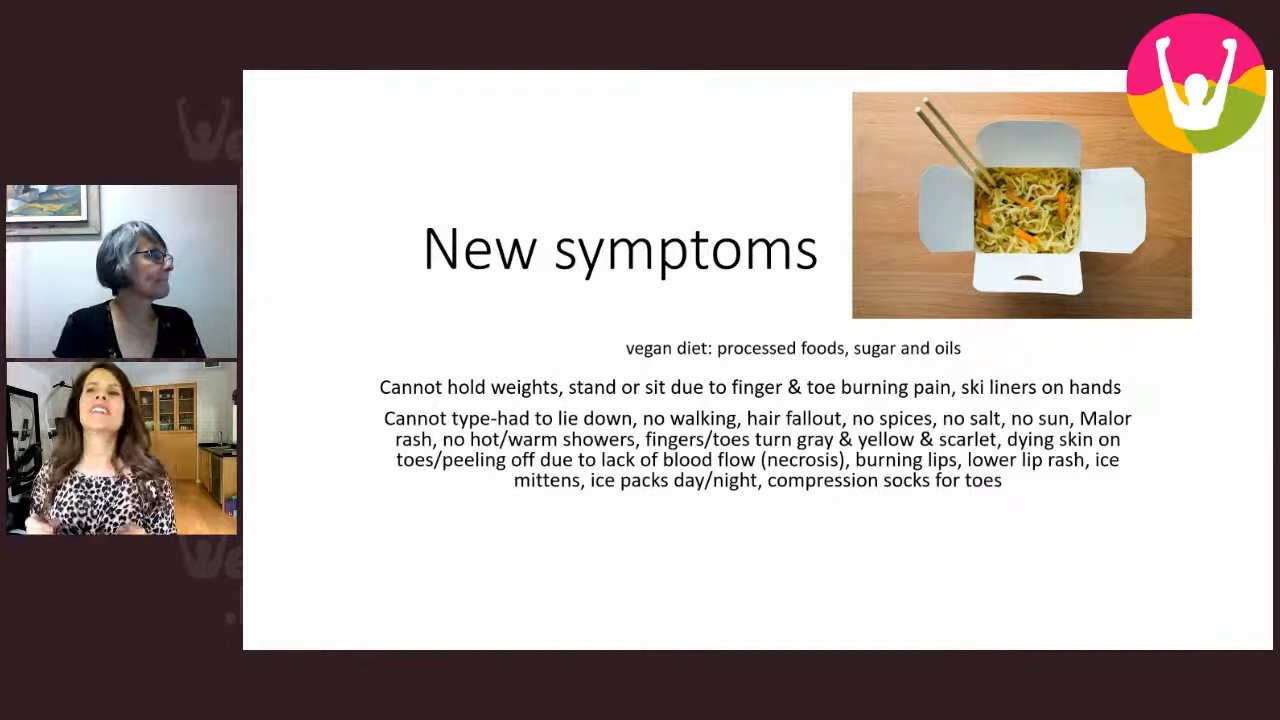 New symptoms
vegan diet: processed foods, sugar and oils
Cannot hold weights, stand or sit due to finger & toe burning pain, ski liners on hands
Cannot type-had to lie down, no walking, hair fallout, no spices, no salt, no sun, Malor
rash, no hot/warm showers, fingers/toes turn gray & yellow & scarlet, dying skin on
toes/peeling off due to lack of blood flow (necrosis), burning lips, lower lip rash, ice
mittens, ice packs day/night, compression socks for toes